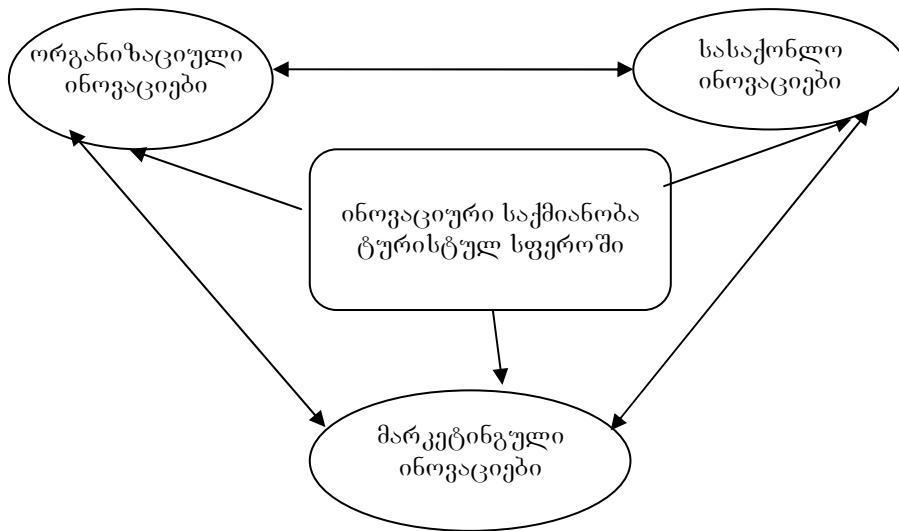 ორგანიზაციული
ინოვაციები
სასაქონლო
ინოვაციები
ინოვაციური საქმიანობა
ტურისტულ სფეროში
მარკეტინგული
ინოვაციები